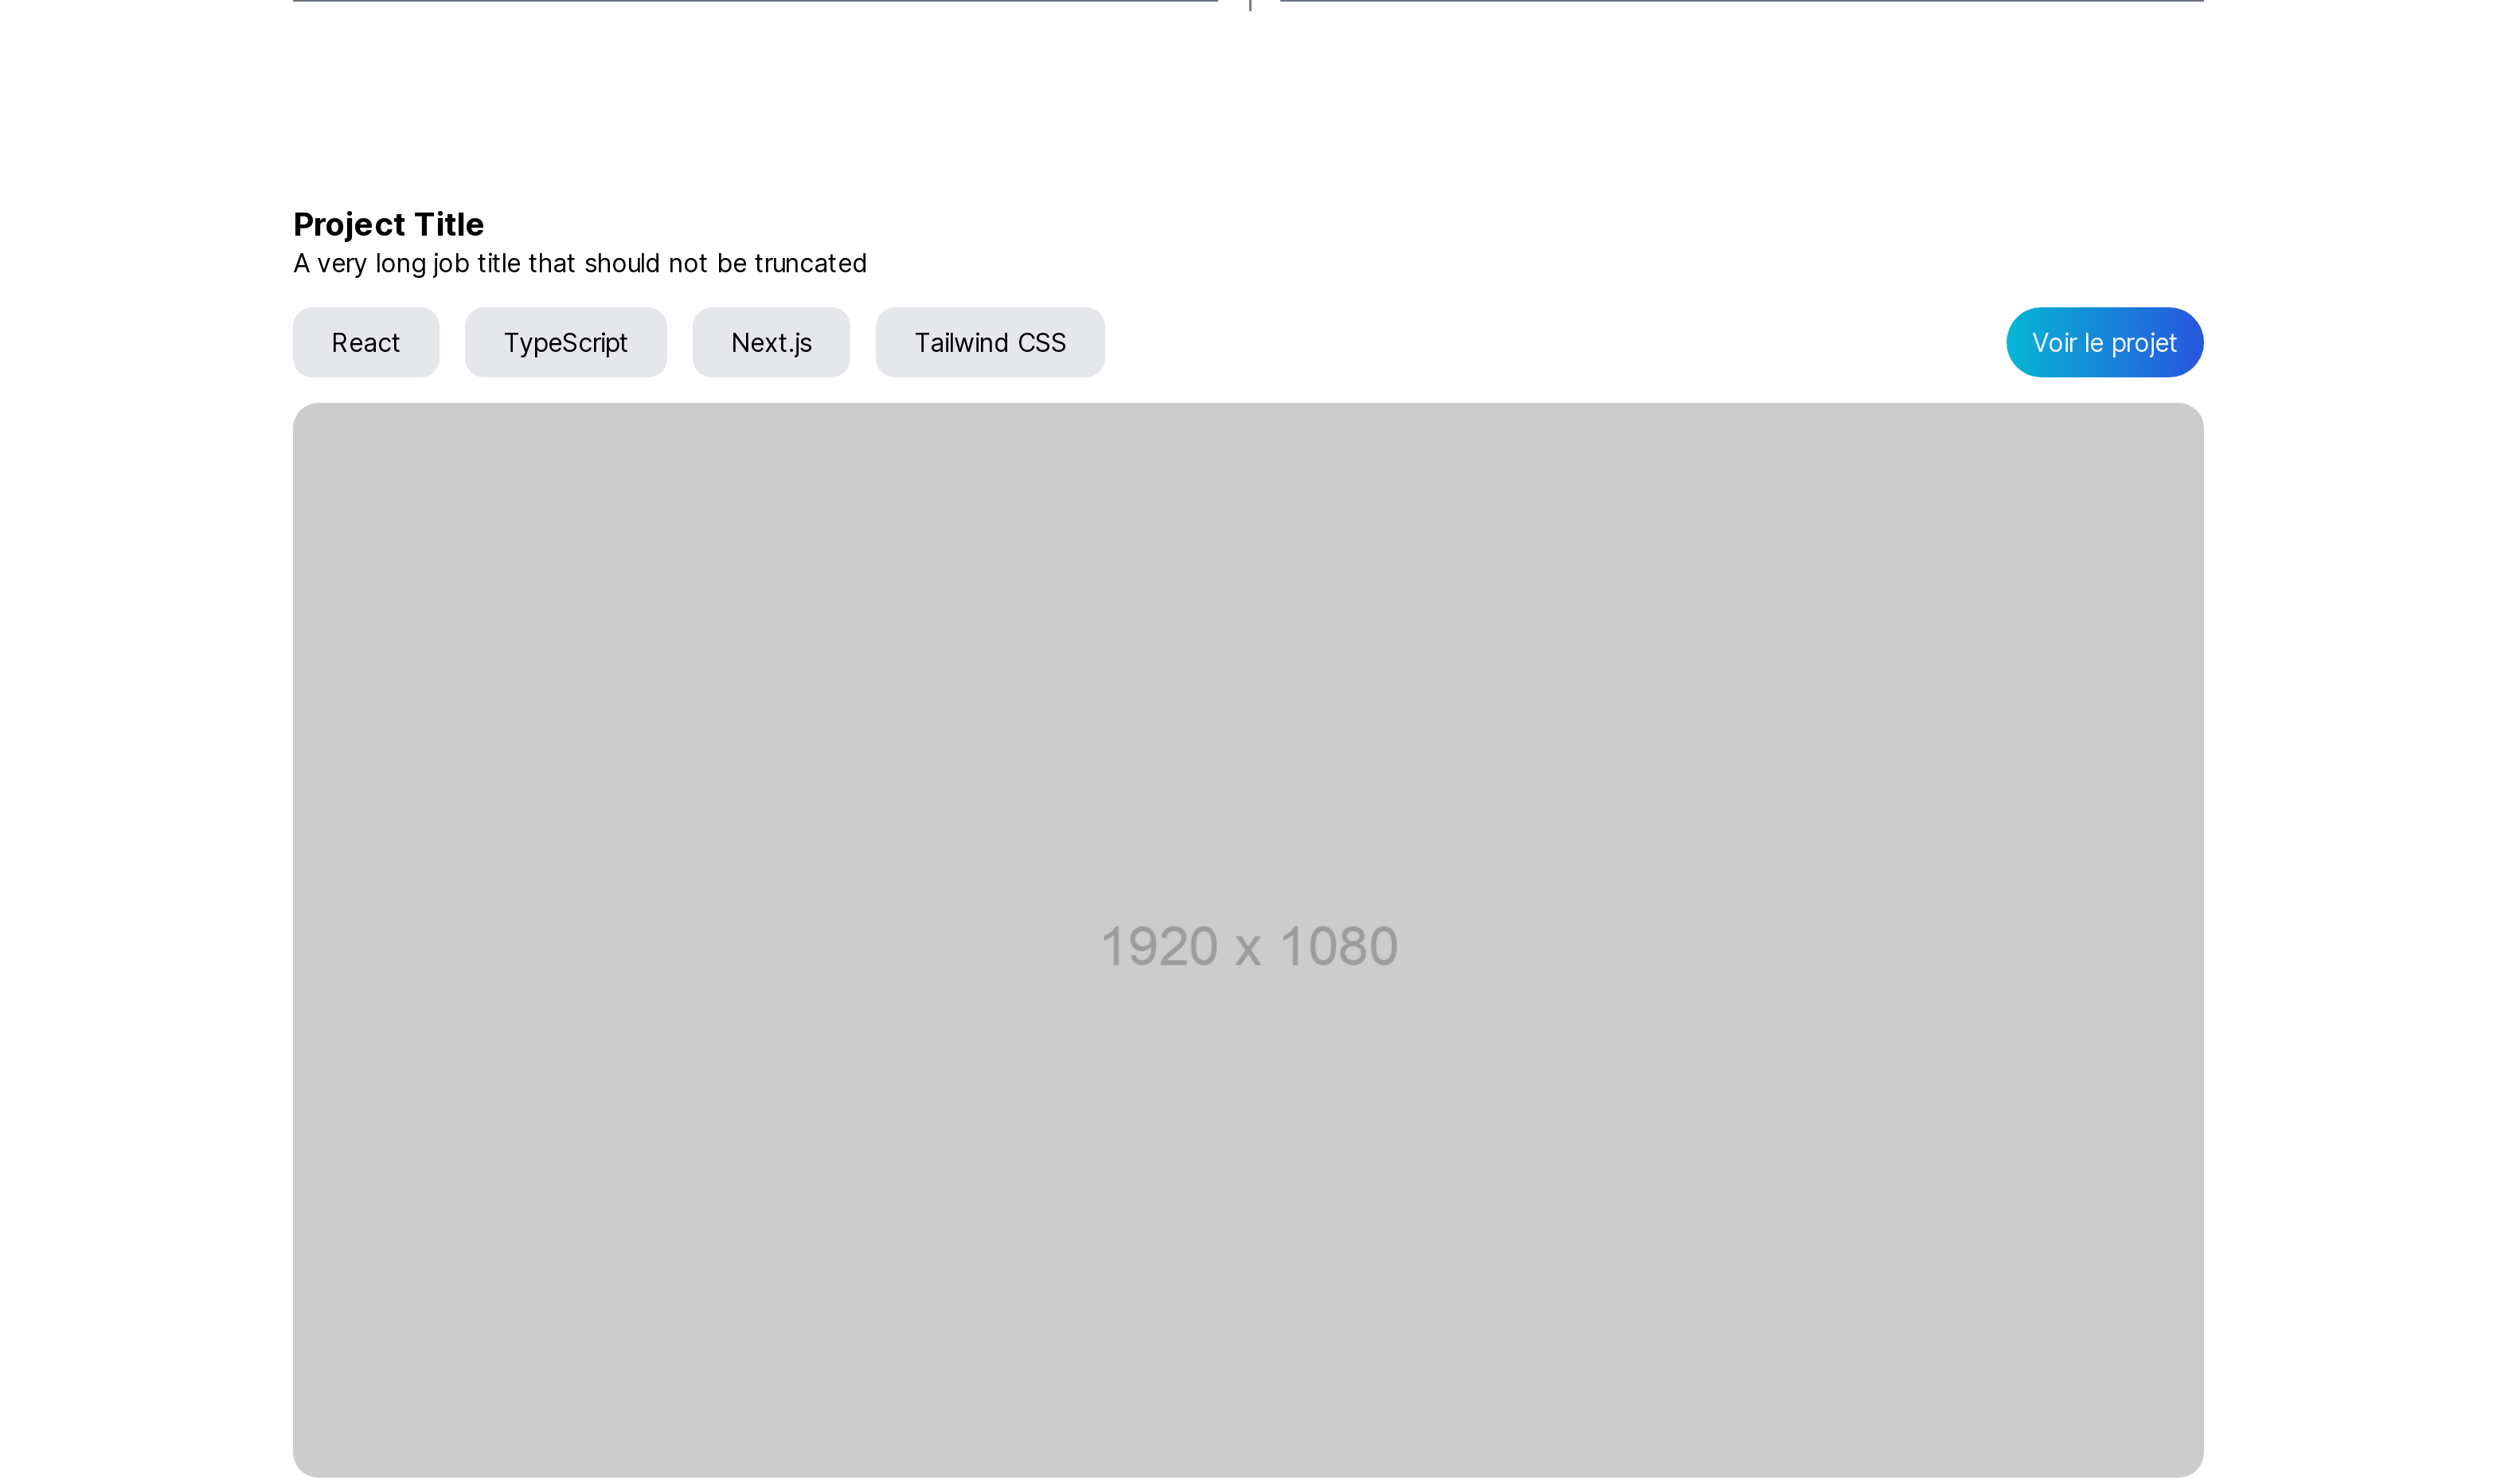 Project Title
A very long job title that should not be truncated
React TypeScript Next.js Tailwind CSS Voir le projet
1920 x 1080